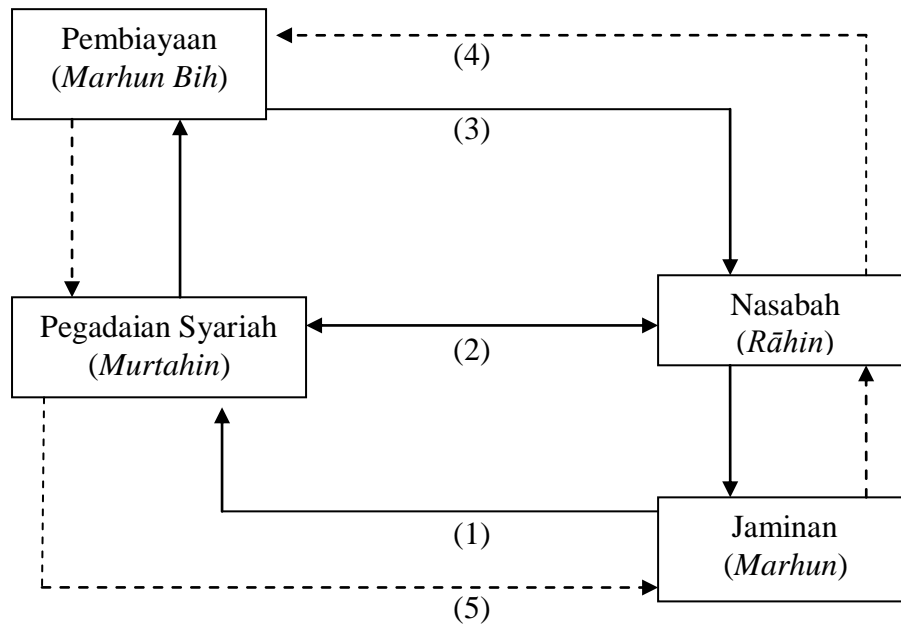 Pembiayaan
(Marhun Bih)
(4)
(3)
Pegadaian Syariah
(Murtahin)
(2)
Nasabah
(Rāhin)
(1)
Jaminan
(Marhun)
(5)